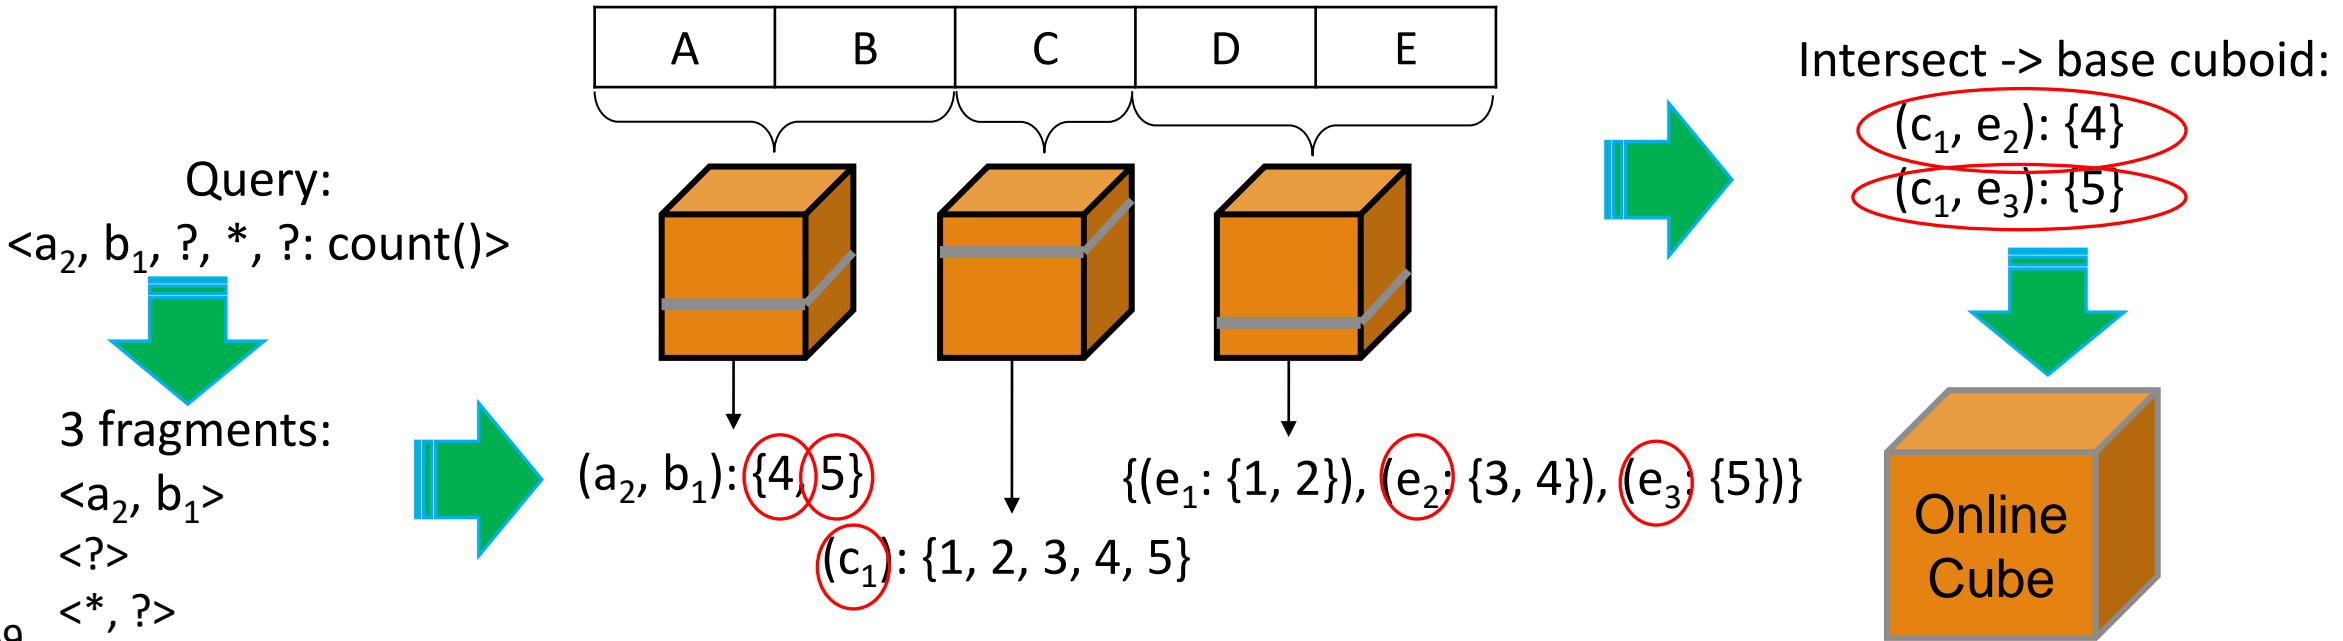 A B C D E
Query:
<a₂, b₁, ?, *, ?: count()>
3 fragments:
<a₂, b₁>
<?>
<*, ?>
(a₂, b₁): {4, 5}
(c₁): {1, 2, 3, 4, 5}
{(e₁: {1, 2}), (e₂: {3, 4}), (e₃: {5})}
Intersect -> base cuboid:
(c₁, e₂): {4}
(c₁, e₃): {5}
Online
Cube